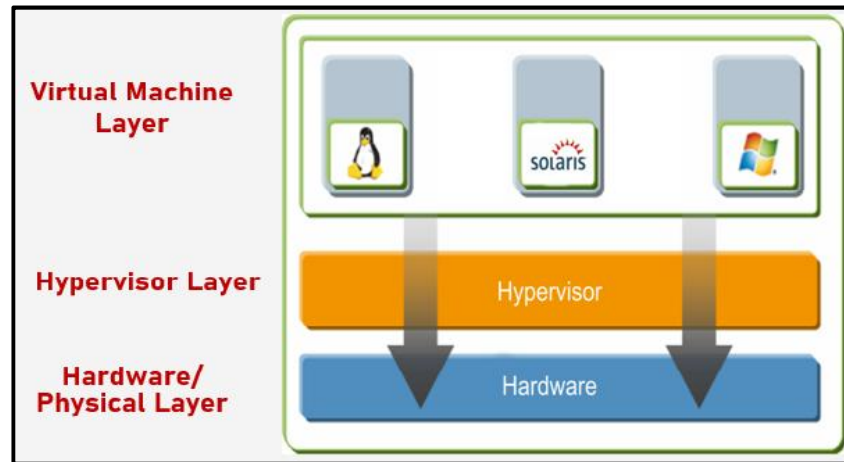 Virtual Machine
Layer
solaris
Hypervisor Layer
Hypervisor
Hardware/
Physical Layer
Hardware